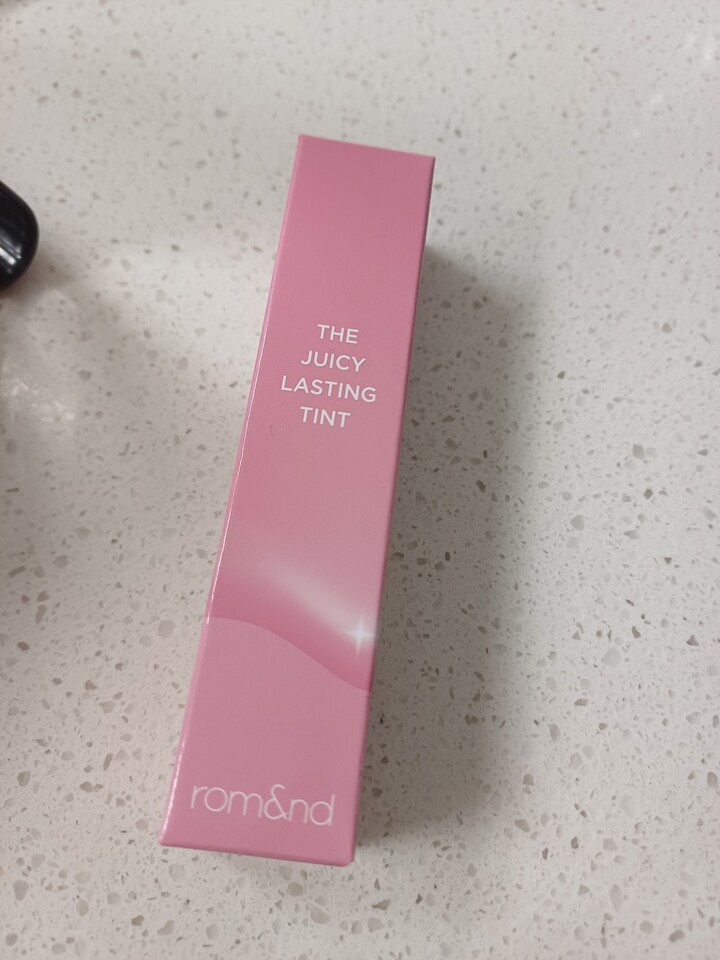 THE
JUICY
LASTING
TINT
rom&nd